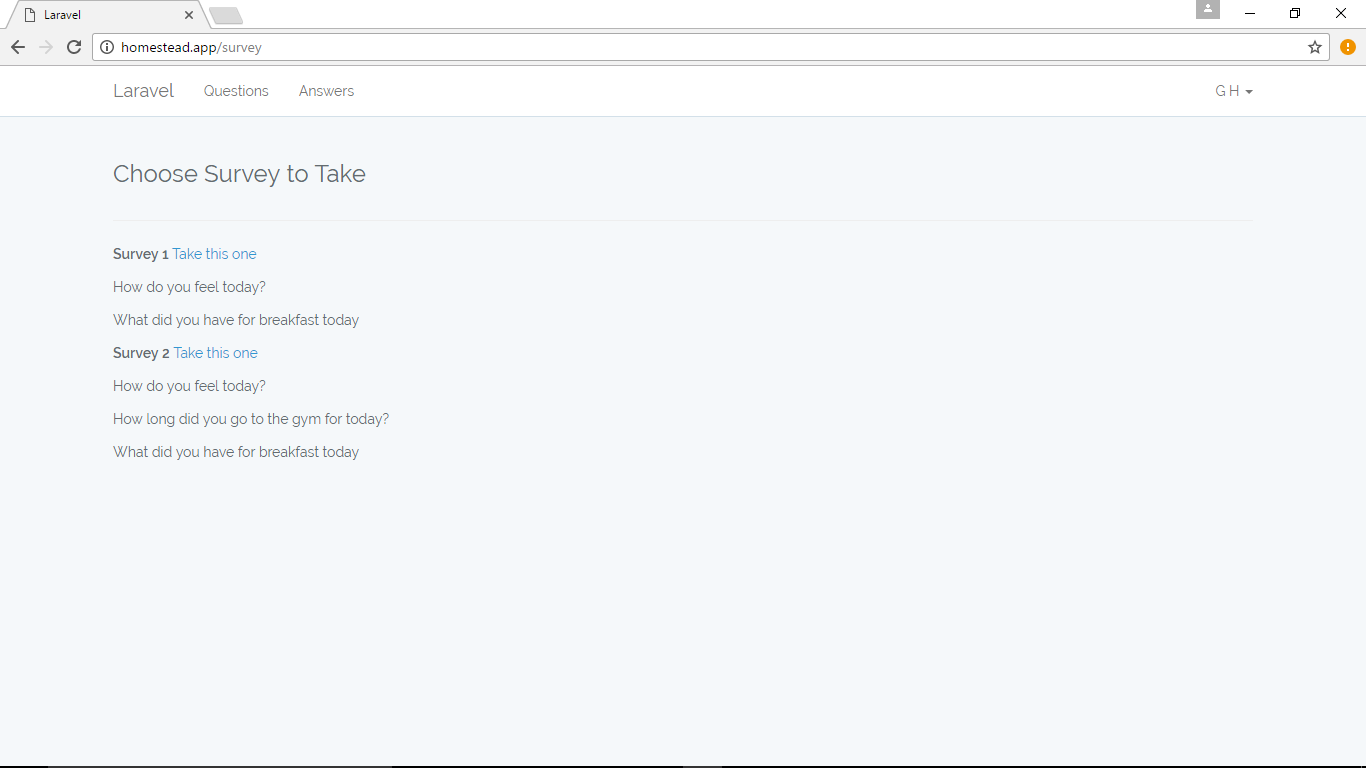 Laravel
homestead.app/survey
Laravel Questions Answers G H
Choose Survey to Take
Survey 1 Take this one
How do you feel today?
What did you have for breakfast today
Survey 2 Take this one
How do you feel today?
How long did you go to the gym for today?
What did you have for breakfast today